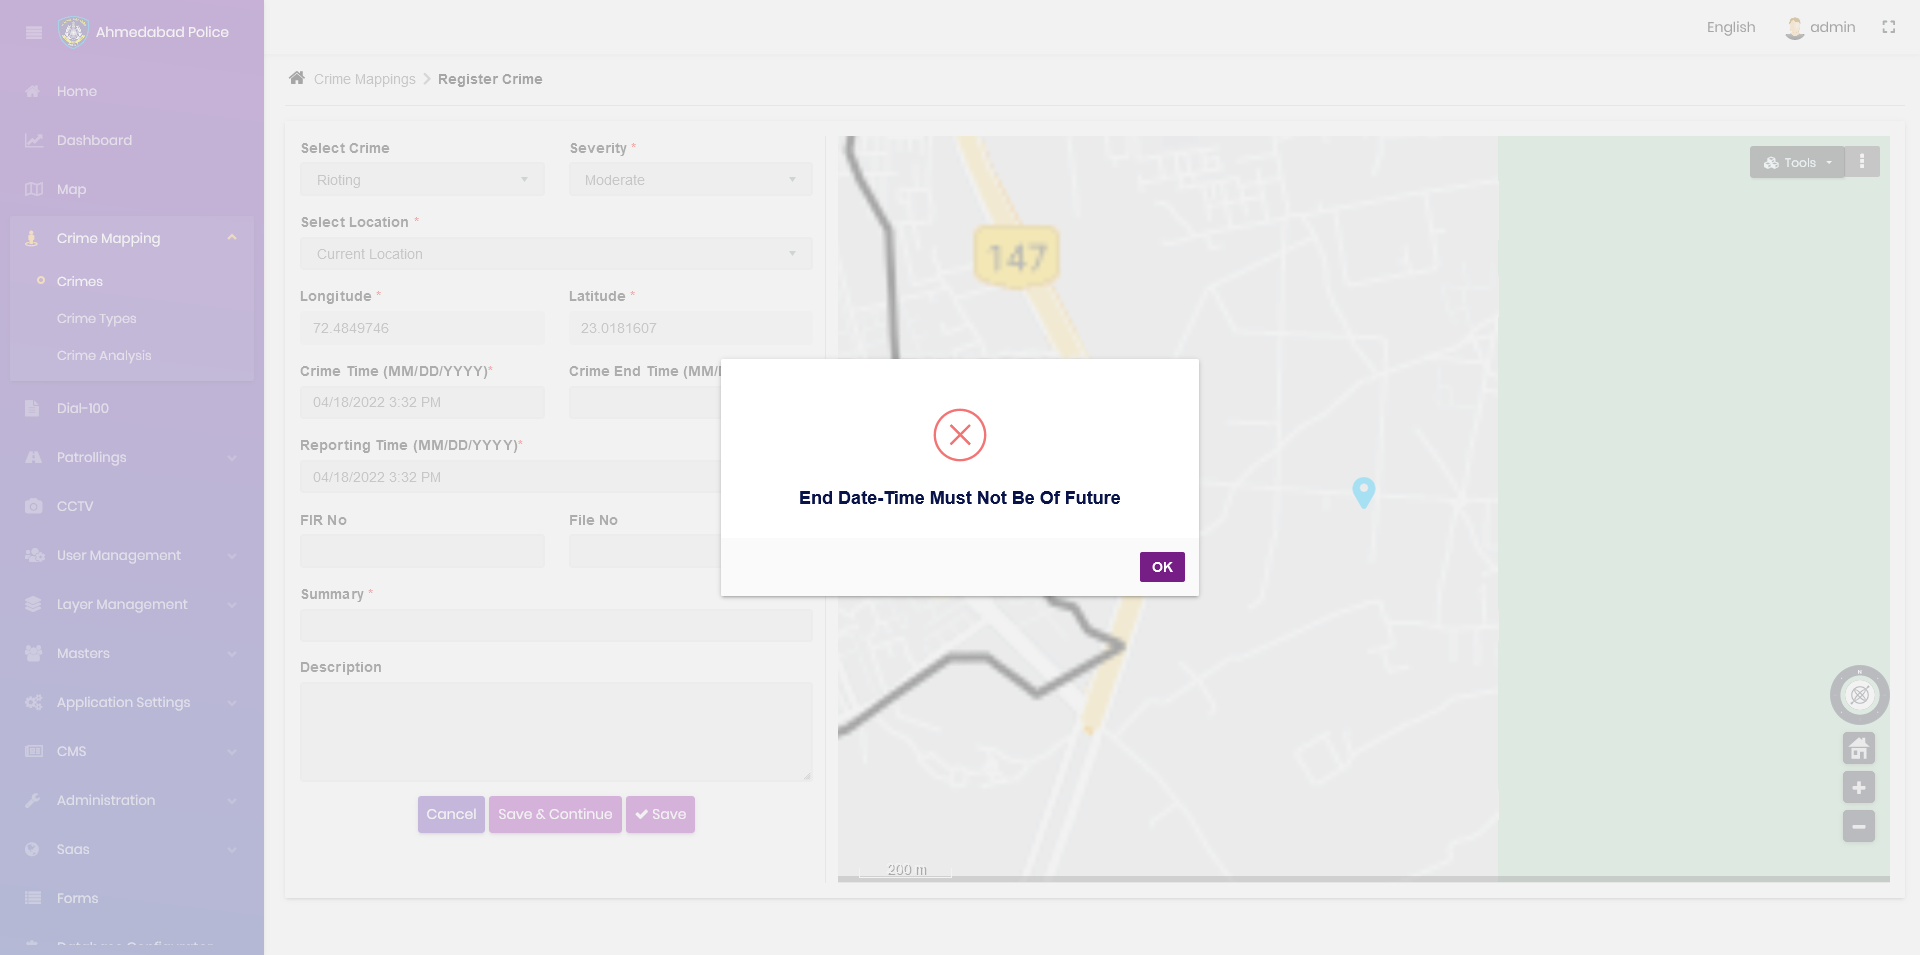 Ahmedabad Police
English
admin
Home
Dashboard
Map
Crime Mapping
Crimes
Crime Types
Crime Analysis
Dial-100
Patrollings
CCTV
User Management
Layer Management
Masters
Application Settings
CMS
Administration
Saas
Forms
Crime Mappings Register Crime
Select Crime
Severity *
Rioting
Moderate
Select Location *
Current Location
Longitude *
Latitude *
72.4849746
23.0181607
Crime Time (MM/DD/YYYY)*
Crime End Time (MM/
04/18/2022 3:32 PM
Reporting Time (MM/DD/YYYY)*
04/18/2022 3:32 PM
FIR No
File No
Summary *
Description
Cancel
Save & Continue
Save
147
Tools
N
200 m
End Date-Time Must Not Be Of Future
OK